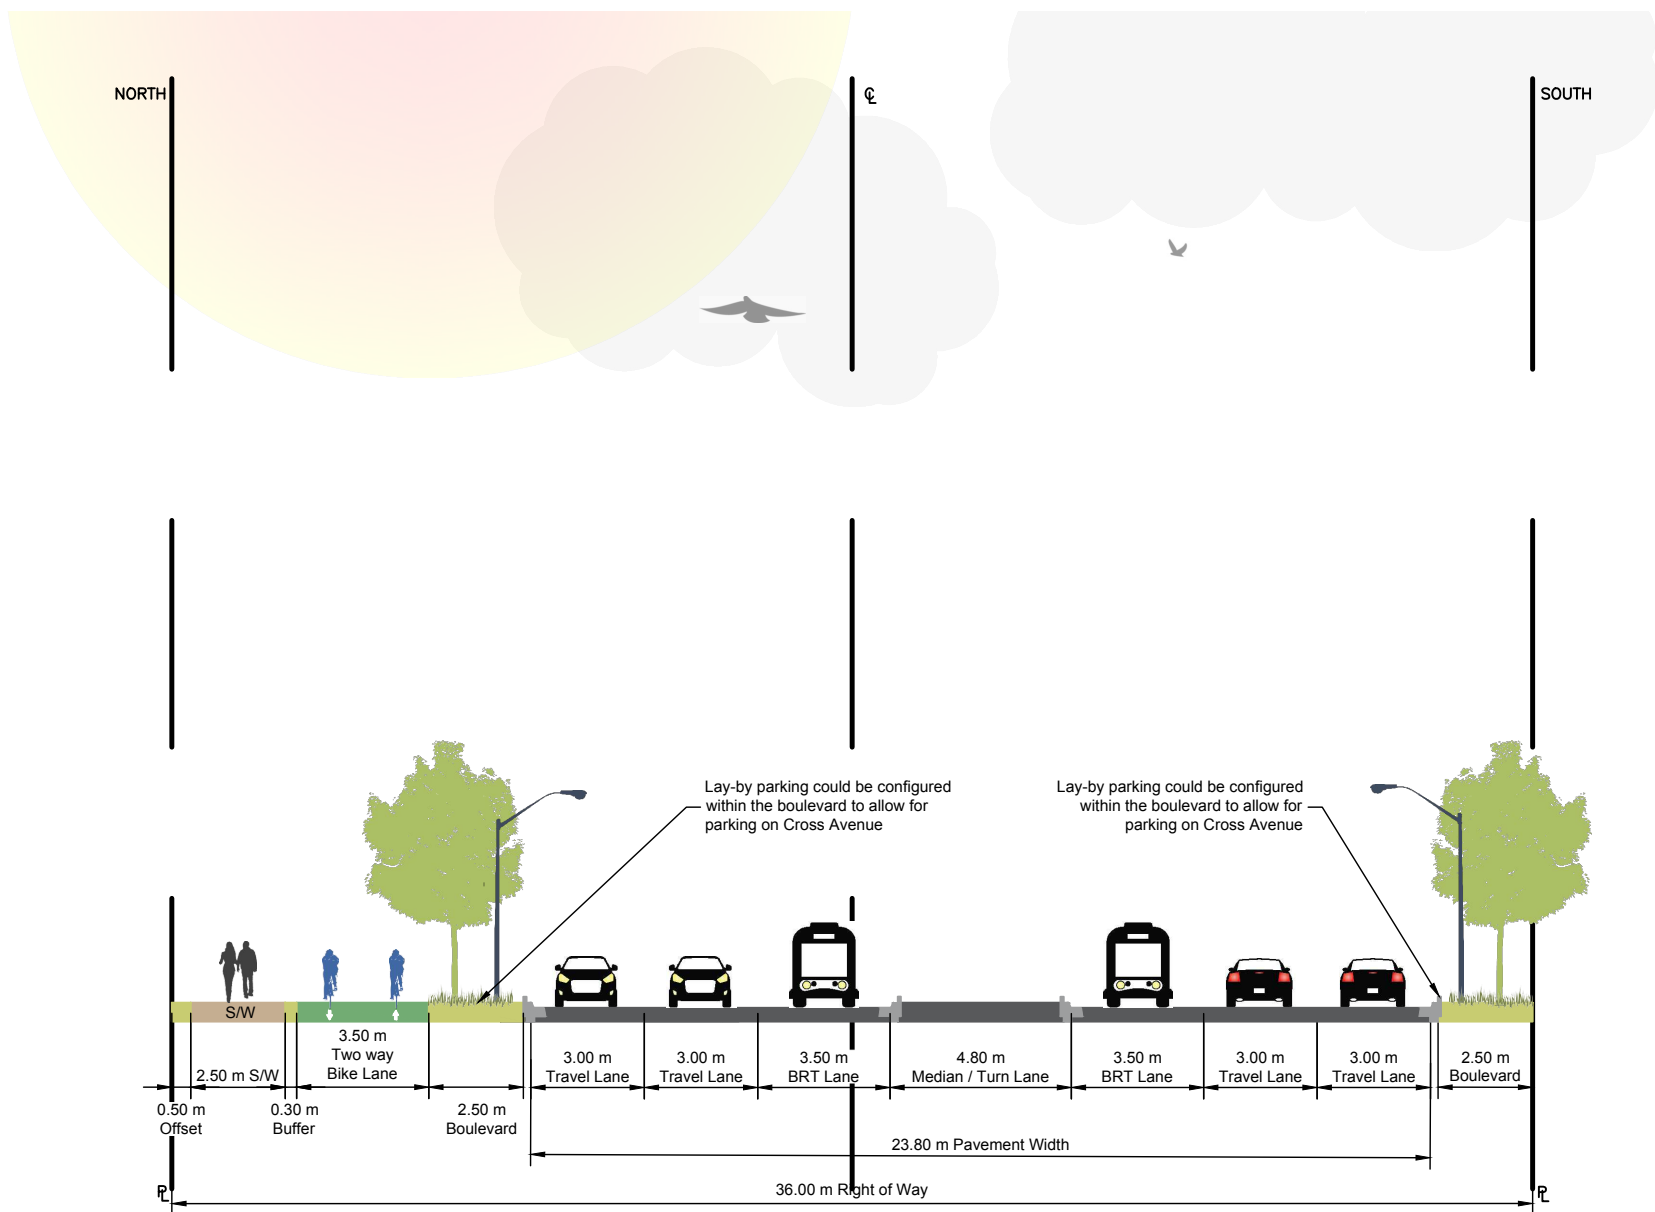 NORTH
℄
SOUTH
Lay-by parking could be configured
within the boulevard to allow for
parking on Cross Avenue
Lay-by parking could be configured
within the boulevard to allow for
parking on Cross Avenue
S/W
3.50 m
Two way
Bike Lane
2.50 m S/W
0.50 m
Offset
0.30 m
Buffer
2.50 m
Boulevard
3.00 m
Travel Lane
3.00 m
Travel Lane
3.50 m
BRT Lane
4.80 m
Median / Turn Lane
3.50 m
BRT Lane
3.00 m
Travel Lane
3.00 m
Travel Lane
2.50 m
Boulevard
23.80 m Pavement Width
PL
36.00 m Right of Way
PL